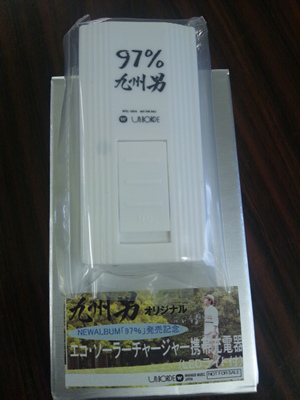 97%
九州男
UNBORDE
九州男 オリジナル
NEWALBUM「97%」発売記念
エコ・ソーラーチャージャー携帯充電器
UNBORDE
NOT FOR SALE